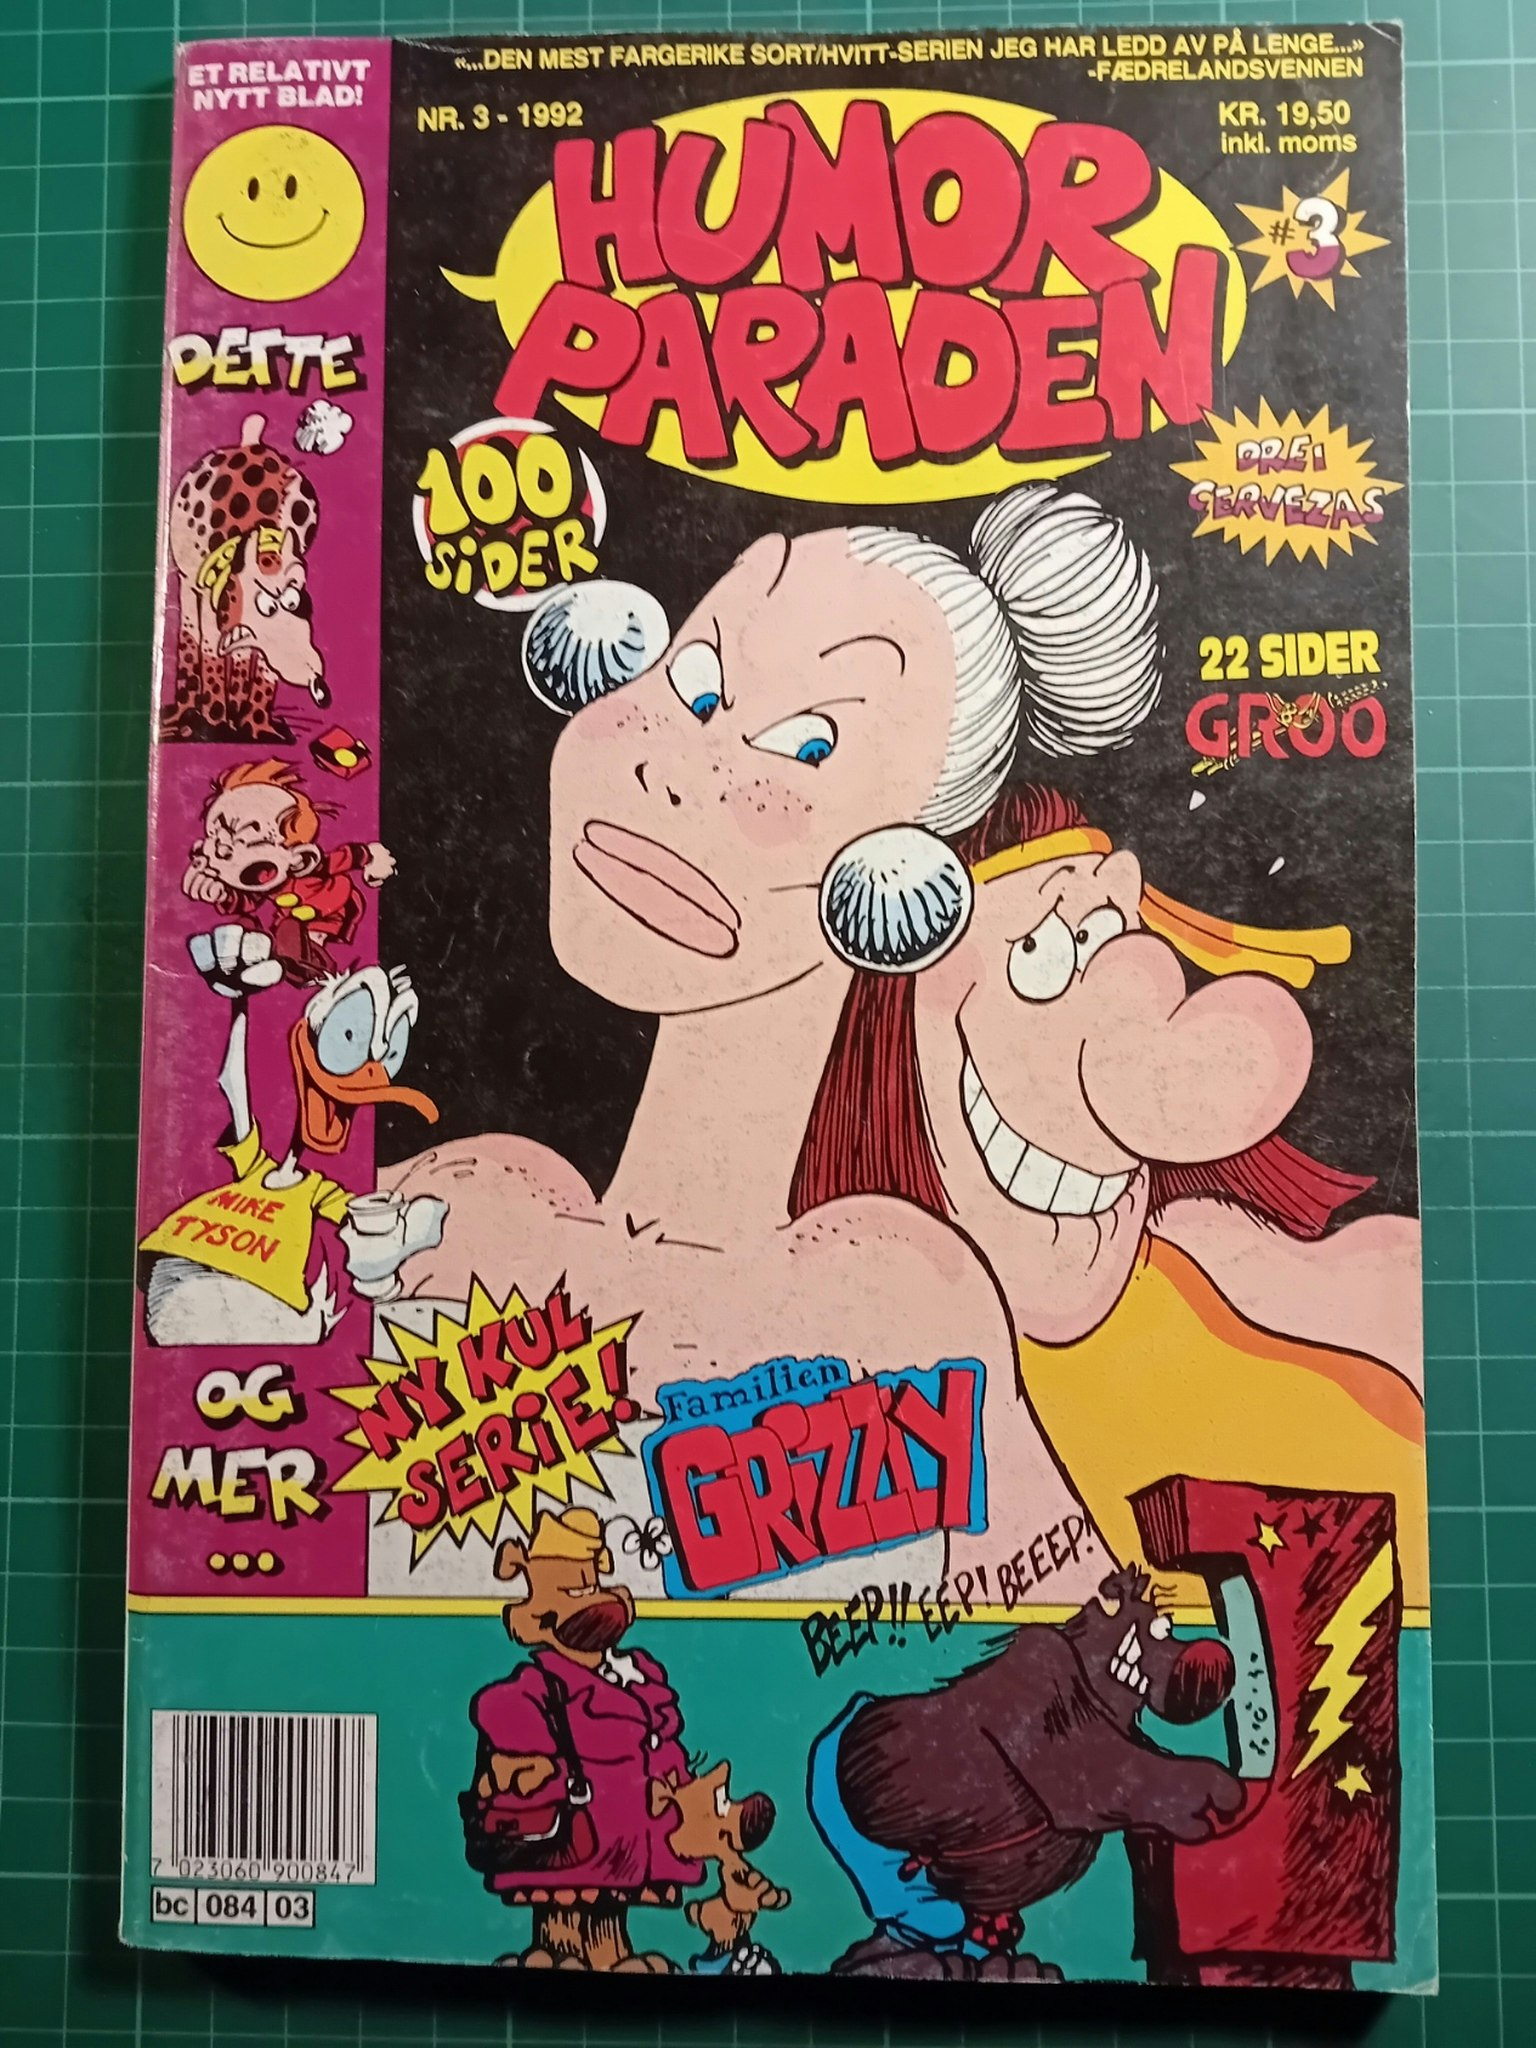 ET RELATIVT
NYTT BLAD!
«...DEN MEST FARGERIKE SORT/HVITT-SERIEN JEG HAR LEDD AV PÅ LENGE...»
-FÆDRELANDSVENNEN
NR. 3 - 1992
KR. 19,50
inkl. moms
HUMOR
PARADEN
#3
DETTE
100
SIDER
DREI
CERVEZAS
22 SIDER
GROO
MIKE
TYSON
OG
MER
...
NY KUL
SERIE!
Familien
GRIZZLY
BEEP!! EEP! BEEEP!
7 023060 900847
bc 084 03